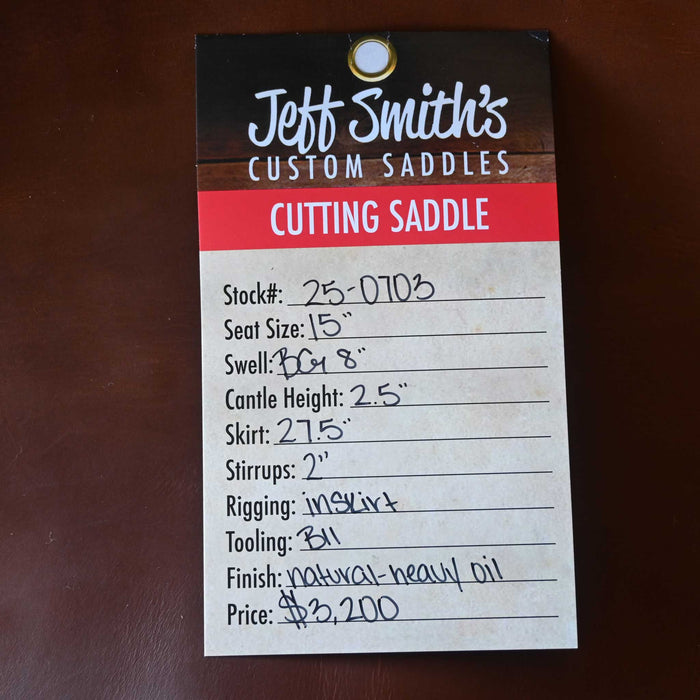 Jeff Smith's
CUSTOM SADDLES
CUTTING SADDLE
Stock#: 25-0703
Seat Size: 15"
Swell: BCG 8"
Cantle Height: 2.5"
Skirt: 27.5"
Stirrups: 2"
Rigging: inskirt
Tooling: B11
Finish: natural-heavy oil
Price: $3,200